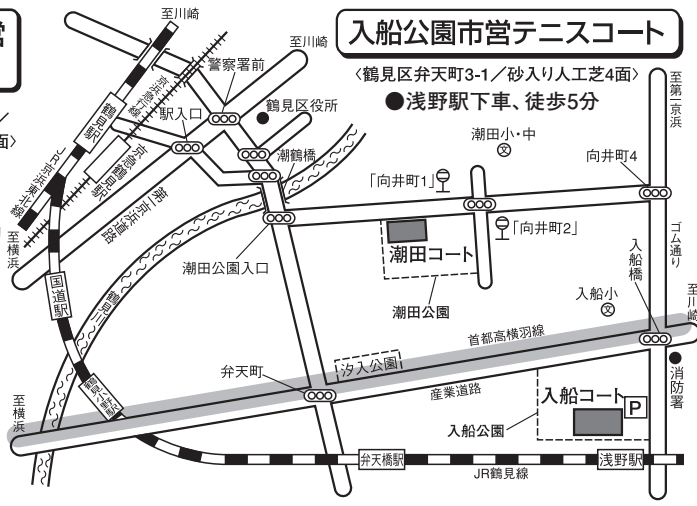 営
面〉
入船公園市営テニスコート
〈鶴見区弁天町3-1／砂入り人工芝4面〉
●浅野駅下車、徒歩5分
至川崎
至川崎
警察署前
京浜急行線
鶴見駅
駅入口
鶴見区役所
JR京浜東北線
京急鶴見駅
潮鶴橋
第一京浜道路
至横浜
潮田小・中
文
至第一京浜
向井町4
「向井町1」
「向井町2」
潮田公園入口
潮田コート
潮田公園
ゴム通り
入船橋
国道駅
鶴見川
入船小
文
至川崎
首都高横羽線
汐入公園
弁天町
産業道路
消防署
鶴見小野駅
至横浜
入船コート
P
入船公園
弁天橋駅
浅野駅
JR鶴見線